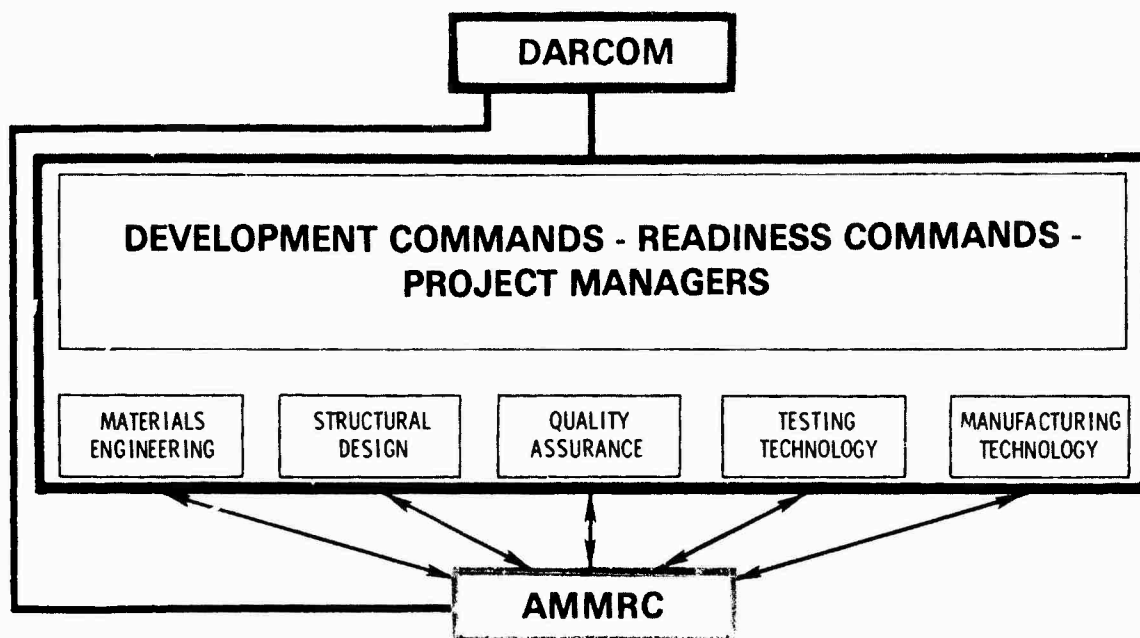 DARCOM
DEVELOPMENT COMMANDS - READINESS COMMANDS -
PROJECT MANAGERS
MATERIALS
ENGINEERING
STRUCTURAL
DESIGN
QUALITY
ASSURANCE
TESTING
TECHNOLOGY
MANUFACTURING
TECHNOLOGY
AMMRC